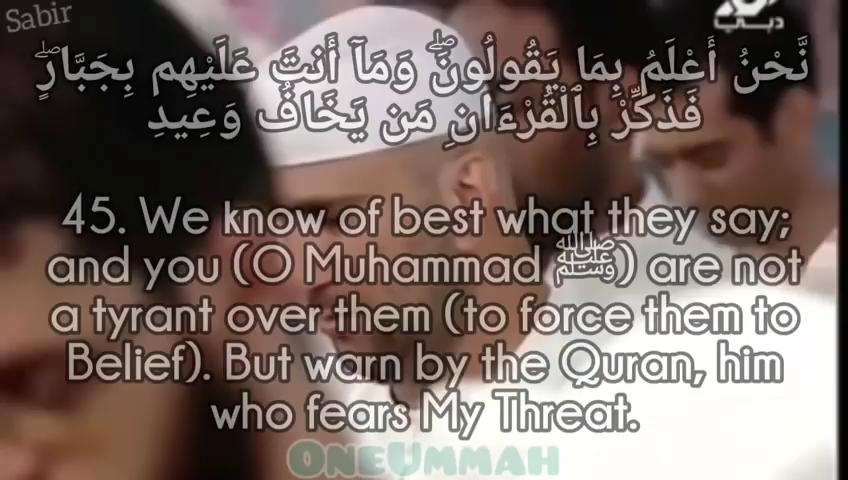 Sabir
دبي
نَّحْنُ أَعْلَمُ بِمَا يَقُولُونَ ۖ وَمَآ أَنتَ عَلَيْهِم بِجَبَّارٍ ۖ
فَذَكِّرْ بِٱلْقُرْءَانِ مَن يَخَافُ وَعِيدِ
45. We know of best what they say;
and you (O Muhammad ﷺ) are not
a tyrant over them (to force them to
Belief). But warn by the Quran, him
who fears My Threat.
OneUmmah